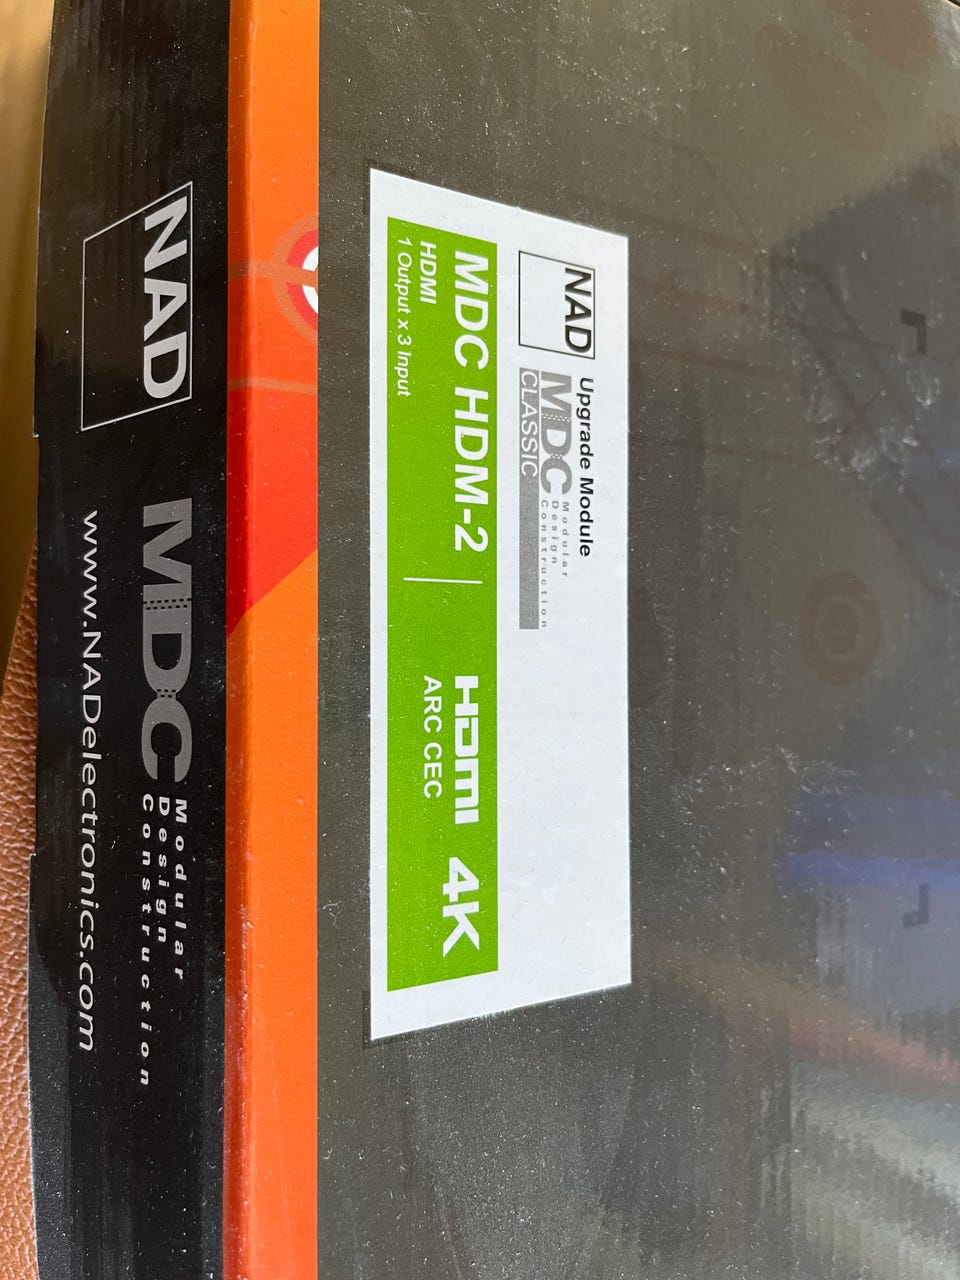 NAD
Upgrade Module
MDC
Modular
Design
Construction
CLASSIC
MDC HDM-2
HDMI
1 Output x 3 Input
HDMI 4K
ARC CEC
NAD
MDC
Modular
Design
Construction
www.NADelectronics.com